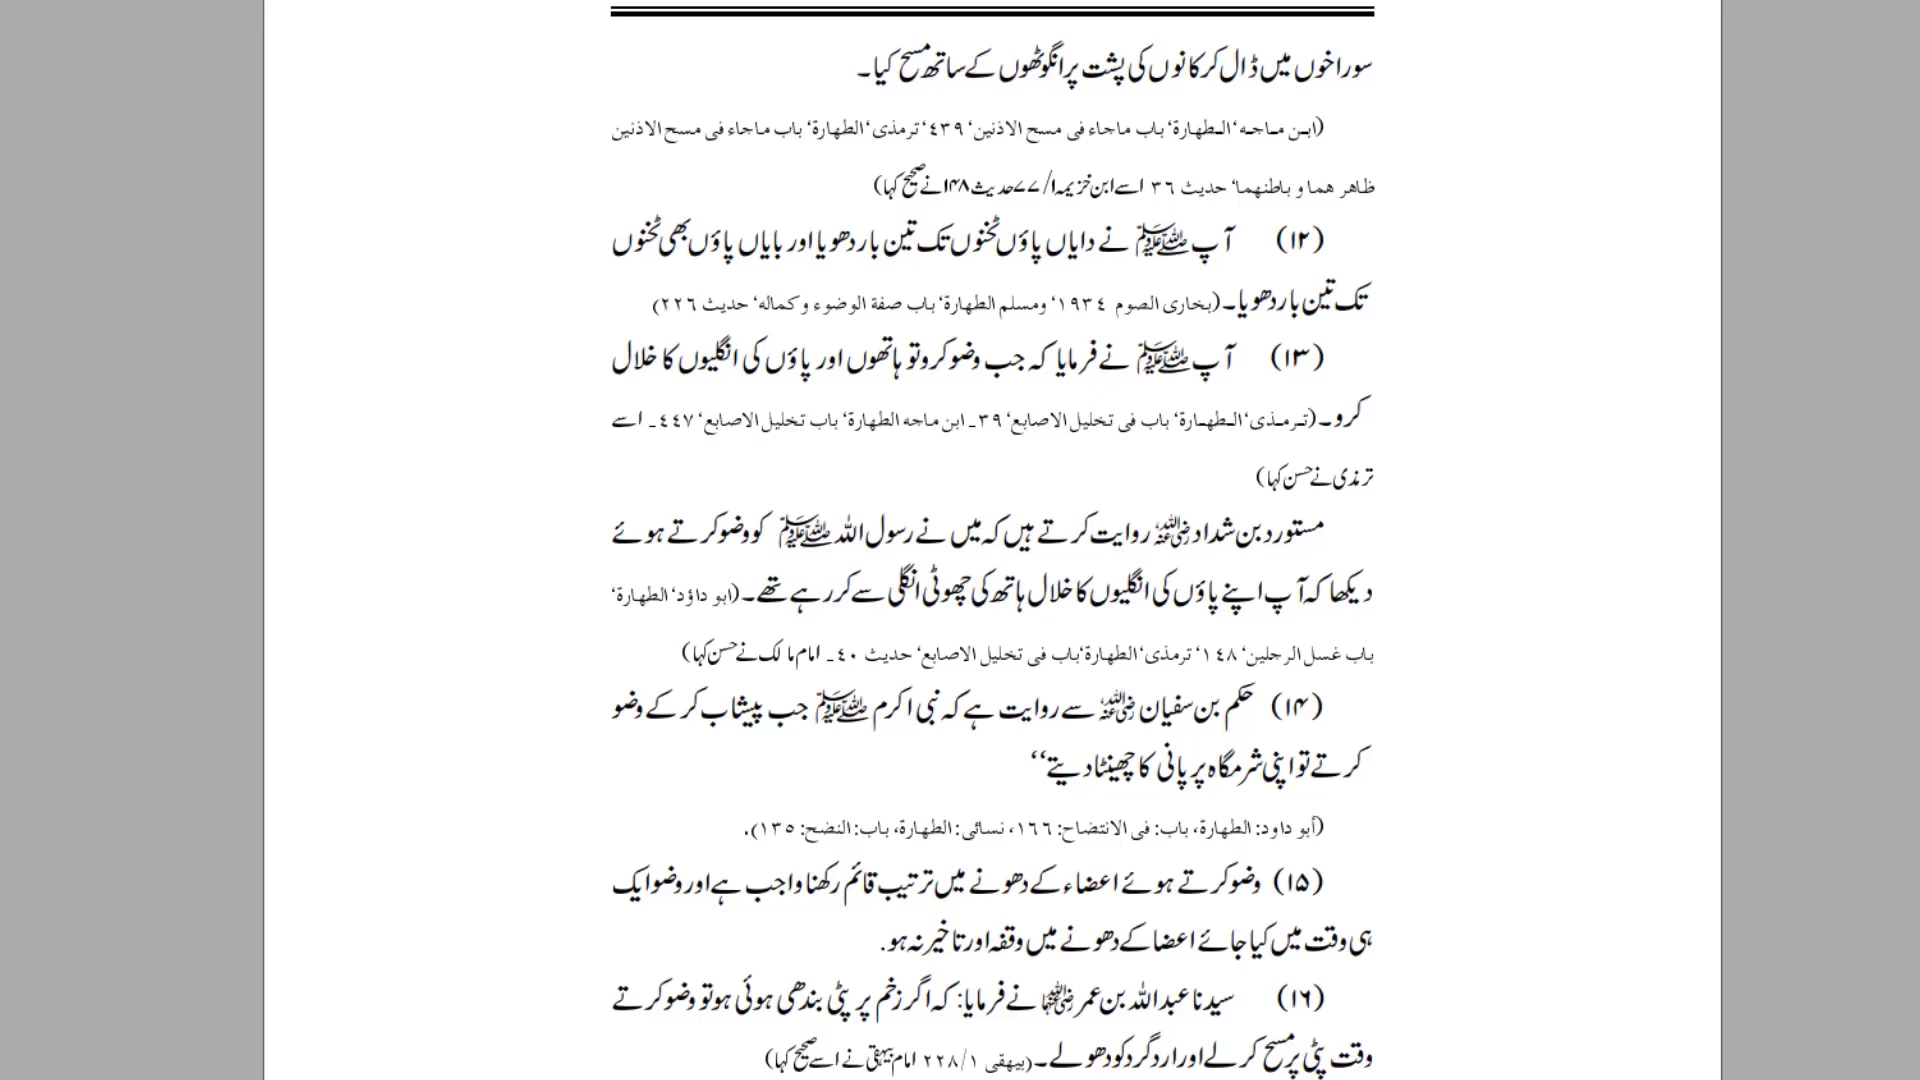 سوراخوں میں ڈال کر کانوں کی پشت پر انگوٹھوں کے ساتھ مسح کیا۔
(ابن ماجہ‘ الطهارة‘ باب ماجاء فی مسح الاذنین‘ ٤٣٩‘ ترمذی‘ الطهارة‘ باب ماجاء فی مسح الاذنین
ظاهر هما و باطنهما‘ حدیث ٣٦ اسے ابن خزیمہ ۱/۷۷حدیث ۱۴۸نے صحیح کہا)
(۱۲) آپ ﷺ نے دایاں پاؤں ٹخنوں تک تین بار دھویا اور بایاں پاؤں بھی ٹخنوں
تک تین بار دھویا۔ (بخاری الصوم ١٩٣٤‘ ومسلم الطهارة‘ باب صفة الوضوء وکماله‘ حدیث ٢٢٦)
(۱۳) آپ ﷺ نے فرمایا کہ جب وضو کرو تو ہاتھوں اور پاؤں کی انگلیوں کا خلال
کرو۔ (ترمذی‘ الطهارة‘ باب فی تخلیل الاصابع‘ ٣٩۔ ابن ماجه الطهارة‘ باب تخلیل الاصابع‘ ٤٤٧۔ اسے
ترمذی نے حسن کہا)
مستورد بن شداد رضی اللہ عنہ روایت کرتے ہیں کہ میں نے رسول اللہ ﷺ کو وضو کرتے ہوئے
دیکھا کہ آپ اپنے پاؤں کی انگلیوں کا خلال ہاتھ کی چھوٹی انگلی سے کر رہے تھے۔ (ابو داؤد‘ الطهارة‘
باب غسل الرجلین‘ ١٤٨‘ ترمذی‘ الطهارة‘ باب فی تخلیل الاصابع‘ حدیث ٤٠۔ امام مالک نے حسن کہا)
(۱۴) حکم بن سفیان رضی اللہ عنہ سے روایت ہے کہ نبی اکرم ﷺ جب پیشاب کر کے وضو
کرتے تو اپنی شرمگاہ پر پانی کا چھینٹا دیتے‘‘
(أبو داود: الطهارة، باب: فی الانتضاح: ١٦٦، نسائی: الطهارة، باب: النضح: ١٣٥).
(۱۵) وضو کرتے ہوئے اعضاء کے دھونے میں ترتیب قائم رکھنا واجب ہے اور وضو ایک
ہی وقت میں کیا جائے اعضا کے دھونے میں وقفہ اور تاخیر نہ ہو.
(۱۶) سیدنا عبداللہ بن عمر رضی اللہ عنہما نے فرمایا: کہ اگر زخم پر پٹی بندھی ہوئی ہو تو وضو کرتے
وقت پٹی پر مسح کر لے اور ارد گرد کو دھو لے۔ (بیهقی ١/٢٢٨ امام بیہقی نے اسے صحیح کہا)